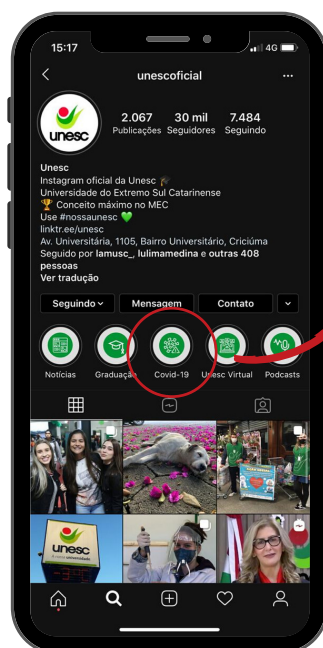 15:17
4G
unescoficial
unesc
2.067 30 mil 7.484
Publicações Seguidores Seguindo
Unesc
Instagram oficial da Unesc
Universidade do Extremo Sul Catarinense
Conceito máximo no MEC
Use #nossaunesc
linktr.ee/unesc
Av. Universitária, 1105, Bairro Universitário, Criciúma
Seguido por lamusc_, lulimamedina e outras 408
pessoas
Ver tradução
Seguindo Mensagem Contato
Notícias Graduação Covid-19 Unesc Virtual Podcasts
unesc